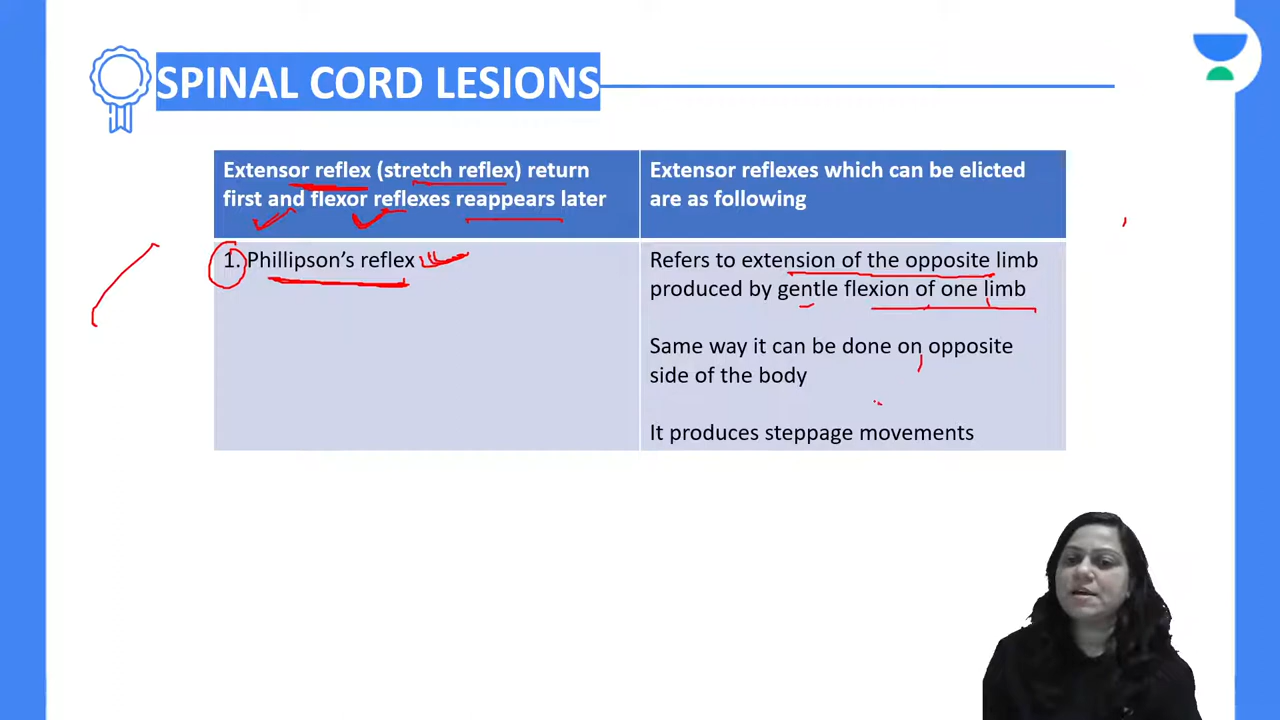 SPINAL CORD LESIONS
Extensor reflex (stretch reflex) return
first and flexor reflexes reappears later
Extensor reflexes which can be elicted
are as following
1. Phillipson's reflex
Refers to extension of the opposite limb
produced by gentle flexion of one limb
Same way it can be done on opposite
side of the body
It produces steppage movements